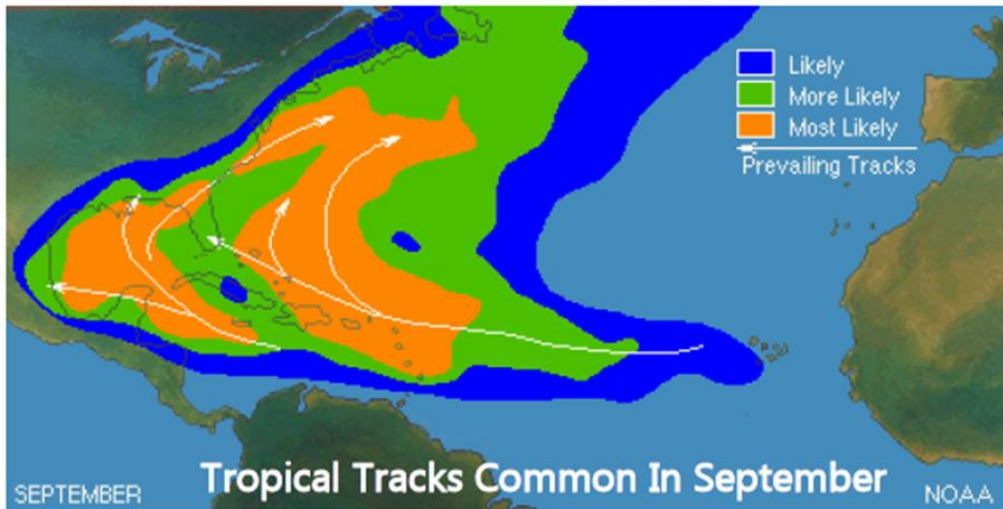 Likely
More Likely
Most Likely
Prevailing Tracks
Tropical Tracks Common In September
SEPTEMBER
NOAA